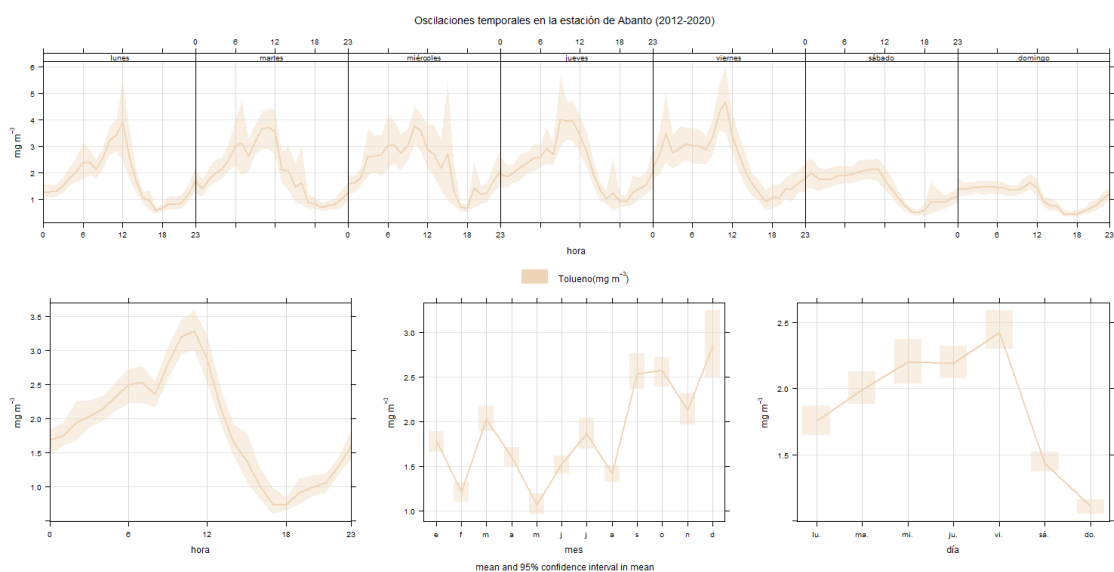 Oscilaciones temporales en la estación de Abanto (2012-2020)
0 6 12 18 23 0 6 12 18 23 0 6 12 18 23
lunes martes miércoles jueves viernes sábado domingo
6
5
4
3
2
1
mg m⁻³
0 6 12 18 23 0 6 12 18 23 0 6 12 18 23 0 6 12 18 23
hora
Tolueno(mg m⁻³)
3.5
3.0
2.5
2.0
1.5
1.0
mg m⁻³
0 6 12 18 23
hora
3.0
2.5
2.0
1.5
1.0
mg m⁻³
e f m a m j j a s o n d
mes
2.5
2.0
1.5
mg m⁻³
lu. ma. mi. ju. vi. sá. do.
día
mean and 95% confidence interval in mean